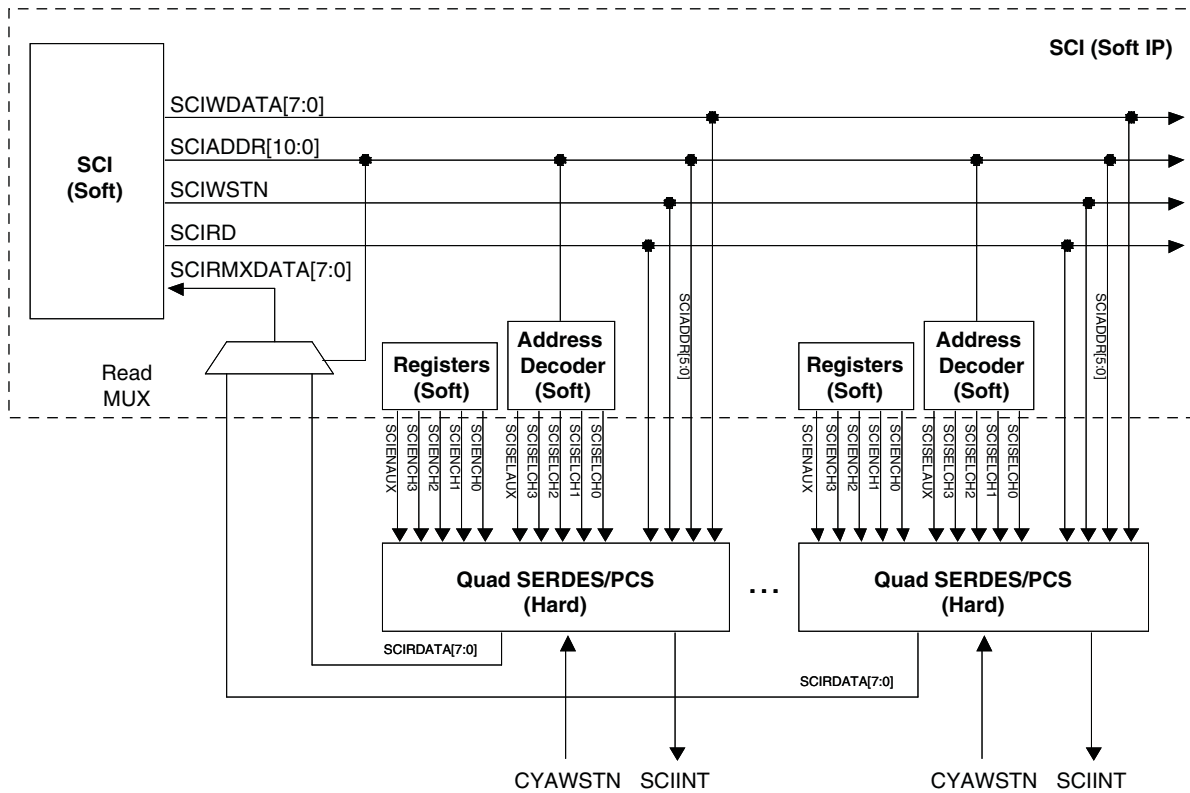 SCI (Soft IP)
SCI
(Soft)
SCIWDATA[7:0]
SCIADDR[10:0]
SCIWSTN
SCIRD
SCIRMXDATA[7:0]
Read
MUX
Registers
(Soft)
Address
Decoder
(Soft)
SCIADDR[5:0]
Registers
(Soft)
Address
Decoder
(Soft)
SCIADDR[5:0]
SCIENAUX
SCIENCH3
SCIENCH2
SCIENCH1
SCIENCH0
SCISELAUX
SCISELCH3
SCISELCH2
SCISELCH1
SCISELCH0
SCIENAUX
SCIENCH3
SCIENCH2
SCIENCH1
SCIENCH0
SCISELAUX
SCISELCH3
SCISELCH2
SCISELCH1
SCISELCH0
Quad SERDES/PCS
(Hard)
...
Quad SERDES/PCS
(Hard)
SCIRDATA[7:0]
SCIRDATA[7:0]
CYAWSTN
SCIINT
CYAWSTN
SCIINT